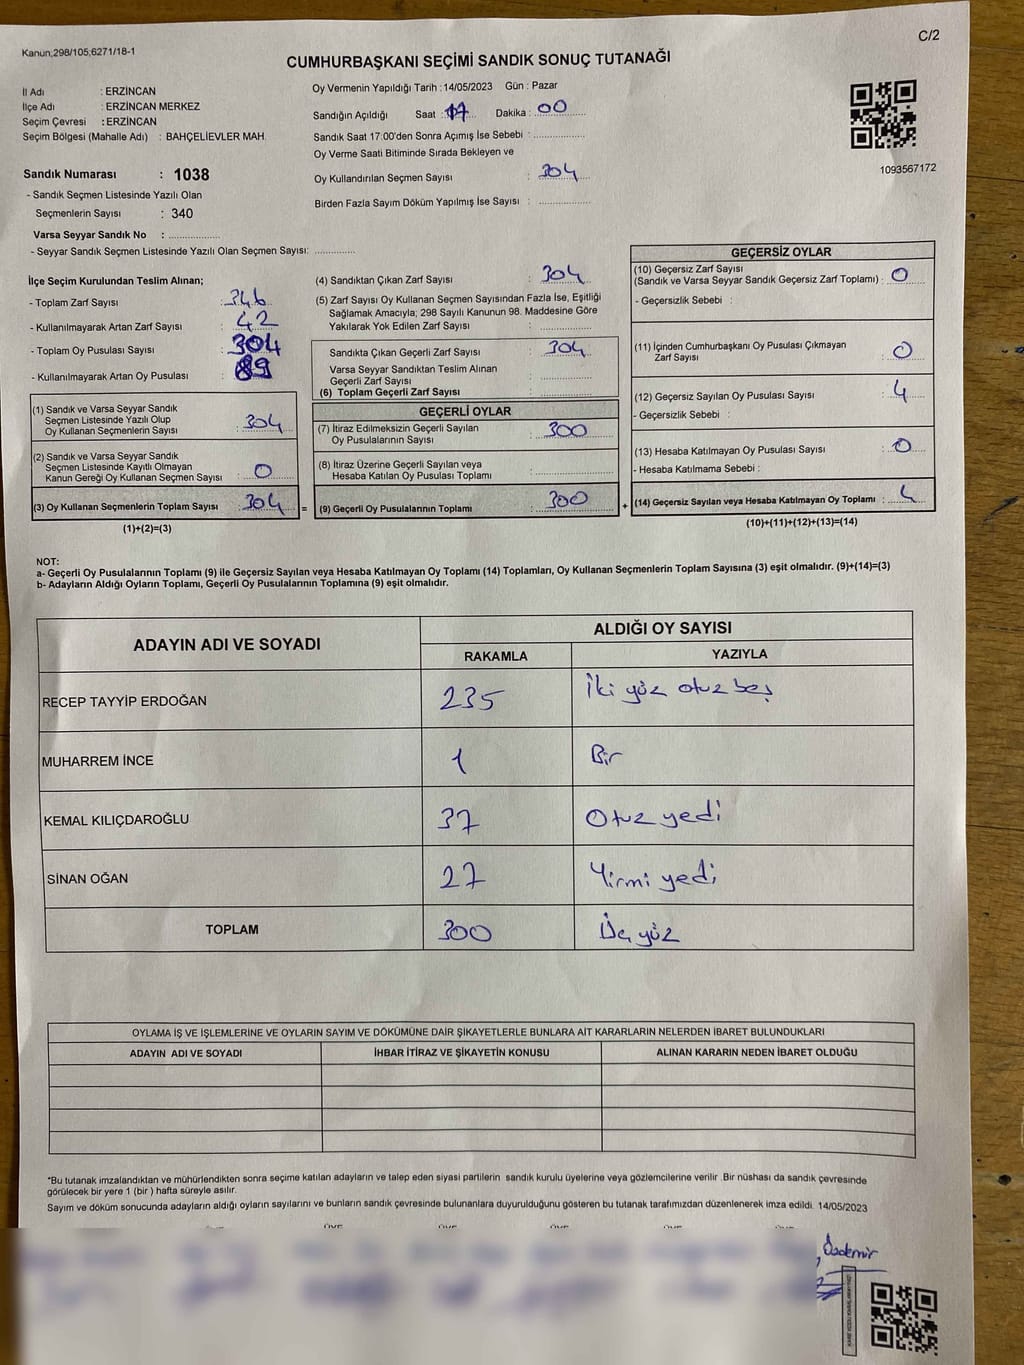 Kanun,298/105,6271/18-1
C/2
CUMHURBAŞKANI SEÇİMİ SANDIK SONUÇ TUTANAĞI
İl Adı : ERZİNCAN
İlçe Adı : ERZİNCAN MERKEZ
Seçim Çevresi : ERZİNCAN
Seçim Bölgesi (Mahalle Adı) : BAHÇELİEVLER MAH.
Sandık Numarası : 1038
- Sandık Seçmen Listesinde Yazılı Olan
Seçmenlerin Sayısı : 340
Varsa Seyyar Sandık No : ...................
- Seyyar Sandık Seçmen Listesinde Yazılı Olan Seçmen Sayısı: ..............
Oy Vermenin Yapıldığı Tarih : 14/05/2023 Gün : Pazar
Sandığın Açıldığı Saat : 17 Dakika : 00
Sandık Saat 17:00'den Sonra Açımış İse Sebebi : ..................
Oy Verme Saati Bitiminde Sırada Bekleyen ve
Oy Kullandırılan Seçmen Sayısı : 304
Birden Fazla Sayım Döküm Yapılmış İse Sayısı : ..................
1093567172
İlçe Seçim Kurulundan Teslim Alınan;
- Toplam Zarf Sayısı : 346
- Kullanılmayarak Artan Zarf Sayısı : 42
- Toplam Oy Pusulası Sayısı : 304
- Kullanılmayarak Artan Oy Pusulası : 89
(1) Sandık ve Varsa Seyyar Sandık
Seçmen Listesinde Yazılı Olup
Oy Kullanan Seçmenlerin Sayısı : 304
(2) Sandık ve Varsa Seyyar Sandık
Seçmen Listesinde Kayıtlı Olmayan
Kanun Gereği Oy Kullanan Seçmen Sayısı : 0
(3) Oy Kullanan Seçmenlerin Toplam Sayısı : 304 =
(1)+(2)=(3)
(4) Sandıktan Çıkan Zarf Sayısı : 304
(5) Zarf Sayısı Oy Kullanan Seçmen Sayısından Fazla İse, Eşitliği
Sağlamak Amacıyla; 298 Sayılı Kanunun 98. Maddesine Göre
Yakılarak Yok Edilen Zarf Sayısı : ..................
Sandıkta Çıkan Geçerli Zarf Sayısı : 304
Varsa Seyyar Sandıktan Teslim Alınan
Geçerli Zarf Sayısı : ..................
(6) Toplam Geçerli Zarf Sayısı : ..................
GEÇERLİ OYLAR
(7) İtiraz Edilmeksizin Geçerli Sayılan
Oy Pusulalarının Sayısı : 300
(8) İtiraz Üzerine Geçerli Sayılan veya
Hesaba Katılan Oy Pusulası Toplamı : ..................
(9) Geçerli Oy Pusulalarının Toplamı : 300 +
GEÇERSİZ OYLAR
(10) Geçersiz Zarf Sayısı
(Sandık ve Varsa Seyyar Sandık Geçersiz Zarf Toplamı) : 0
- Geçersizlik Sebebi :
(11) İçinden Cumhurbaşkanı Oy Pusulası Çıkmayan
Zarf Sayısı : 0
(12) Geçersiz Sayılan Oy Pusulası Sayısı : 4
- Geçersizlik Sebebi :
(13) Hesaba Katılmayan Oy Pusulası Sayısı : 0
- Hesaba Katılmama Sebebi :
(14) Geçersiz Sayılan veya Hesaba Katılmayan Oy Toplamı : 4
(10)+(11)+(12)+(13)=(14)
NOT:
a- Geçerli Oy Pusulalarının Toplamı (9) ile Geçersiz Sayılan veya Hesaba Katılmayan Oy Toplamı (14) Toplamları, Oy Kullanan Seçmenlerin Toplam Sayısına (3) eşit olmalıdır. (9)+(14)=(3)
b- Adayların Aldığı Oyların Toplamı, Geçerli Oy Pusulalarının Toplamına (9) eşit olmalıdır.
ADAYIN ADI VE SOYADI ALDIĞI OY SAYISI
RAKAMLA YAZIYLA
RECEP TAYYİP ERDOĞAN 235 İki yüz otuz beş
MUHARREM İNCE 1 Bir
KEMAL KILIÇDAROĞLU 37 Otuz yedi
SİNAN OĞAN 27 Yirmi yedi
TOPLAM 300 Üç yüz
OYLAMA İŞ VE İŞLEMLERİNE VE OYLARIN SAYIM VE DÖKÜMÜNE DAİR ŞİKAYETLERLE BUNLARA AİT KARARLARIN NELERDEN İBARET BULUNDUKLARI
ADAYIN ADI VE SOYADI İHBAR İTİRAZ VE ŞİKAYETİN KONUSU ALINAN KARARIN NEDEN İBARET OLDUĞU
*Bu tutanak imzalandıktan ve mühürlendikten sonra seçime katılan adayların ve talep eden siyasi partilerin sandık kurulu üyelerine veya gözlemcilerine verilir .Bir nüshası da sandık çevresinde
görülecek bir yere 1 (bir ) hafta süreyle asılır.
Sayım ve döküm sonucunda adayların aldığı oyların sayılarını ve bunların sandık çevresinde bulunanlara duyurulduğunu gösteren bu tutanak tarafımızdan düzenlenerek imza edildi. 14/05/2023
Özdemir